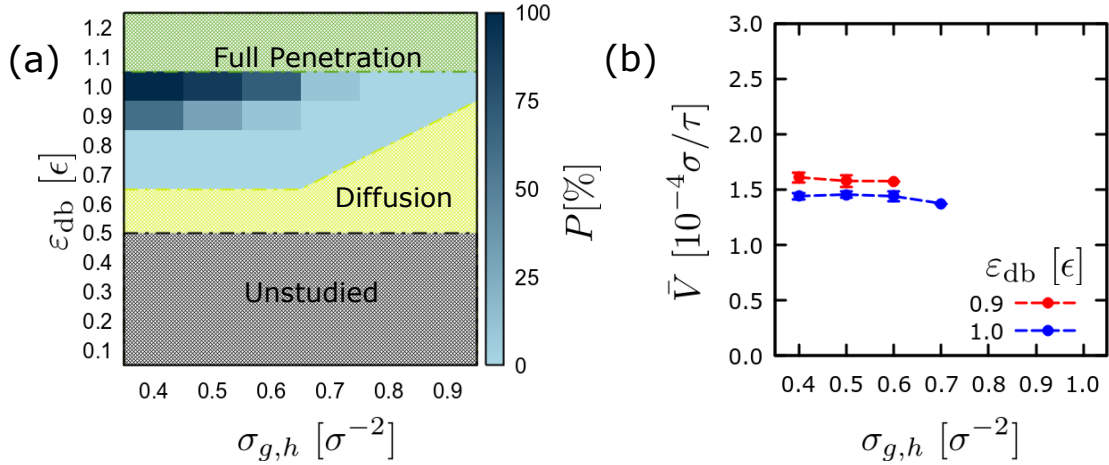 (a)
1.2
1.1
1.0
0.9
0.8
0.7
0.6
0.5
0.4
0.3
0.2
0.1
ε_db [ϵ]
Full Penetration
Diffusion
Unstudied
0.4 0.5 0.6 0.7 0.8 0.9
σ_{g,h} [σ^{-2}]
100
75
50
25
0
P[%]
(b)
3.0
2.5
2.0
1.5
1.0
0.5
0.0
V̄ [10^{-4}σ/τ]
ε_db [ϵ]
0.9
1.0
0.4 0.5 0.6 0.7 0.8 0.9 1.0
σ_{g,h} [σ^{-2}]